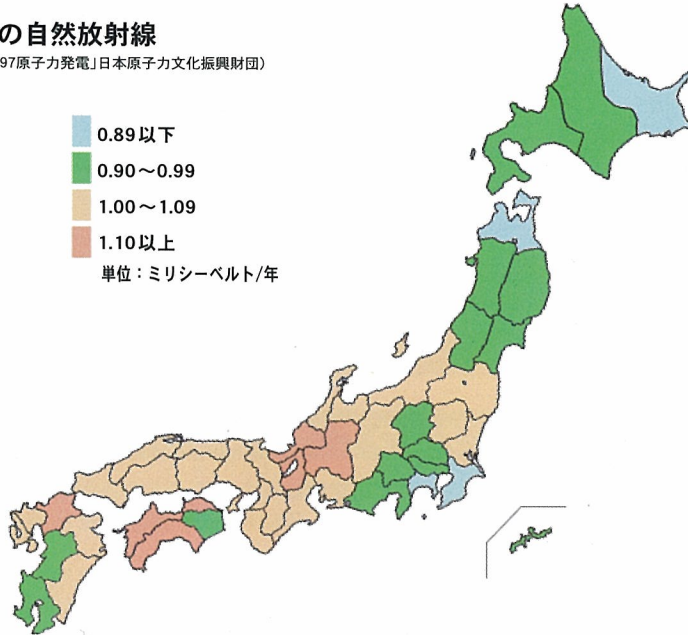 の自然放射線
97原子力発電」日本原子力文化振興財団）
0.89以下
0.90～0.99
1.00～1.09
1.10以上
単位：ミリシーベルト/年